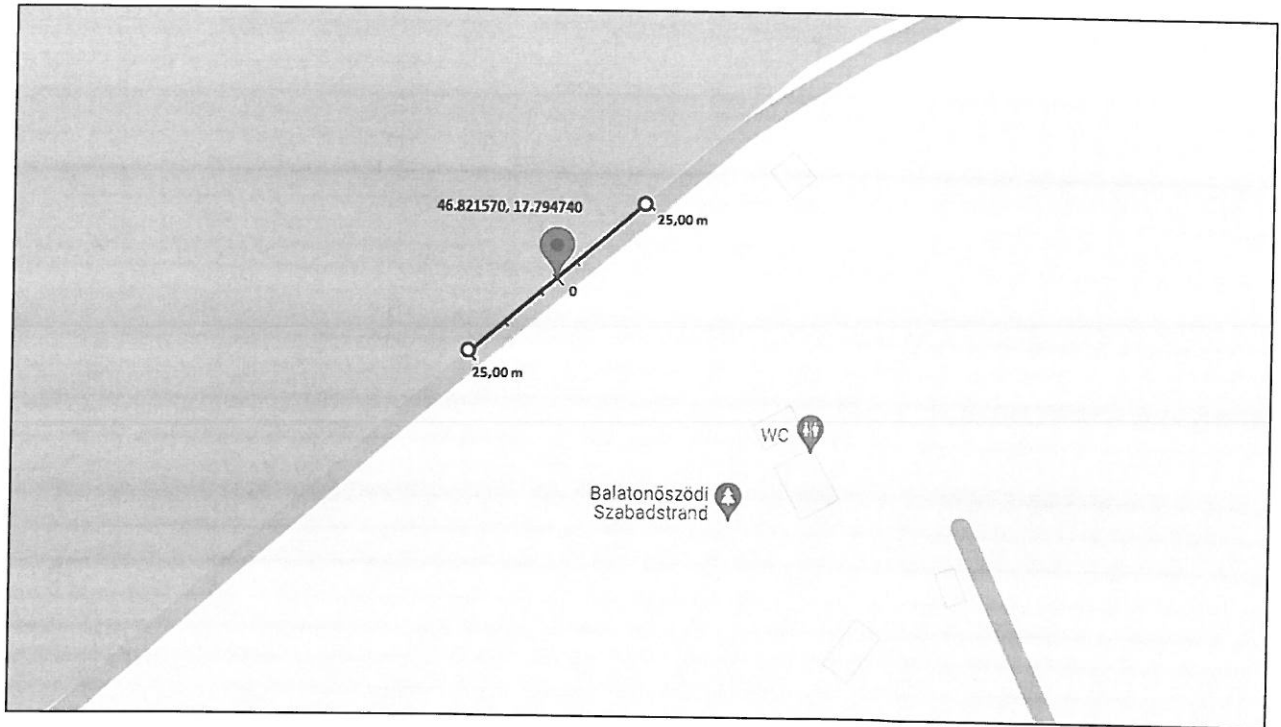 46.821570, 17.794740
25,00 m
0
25,00 m
WC
Balatonőszödi
Szabadstrand